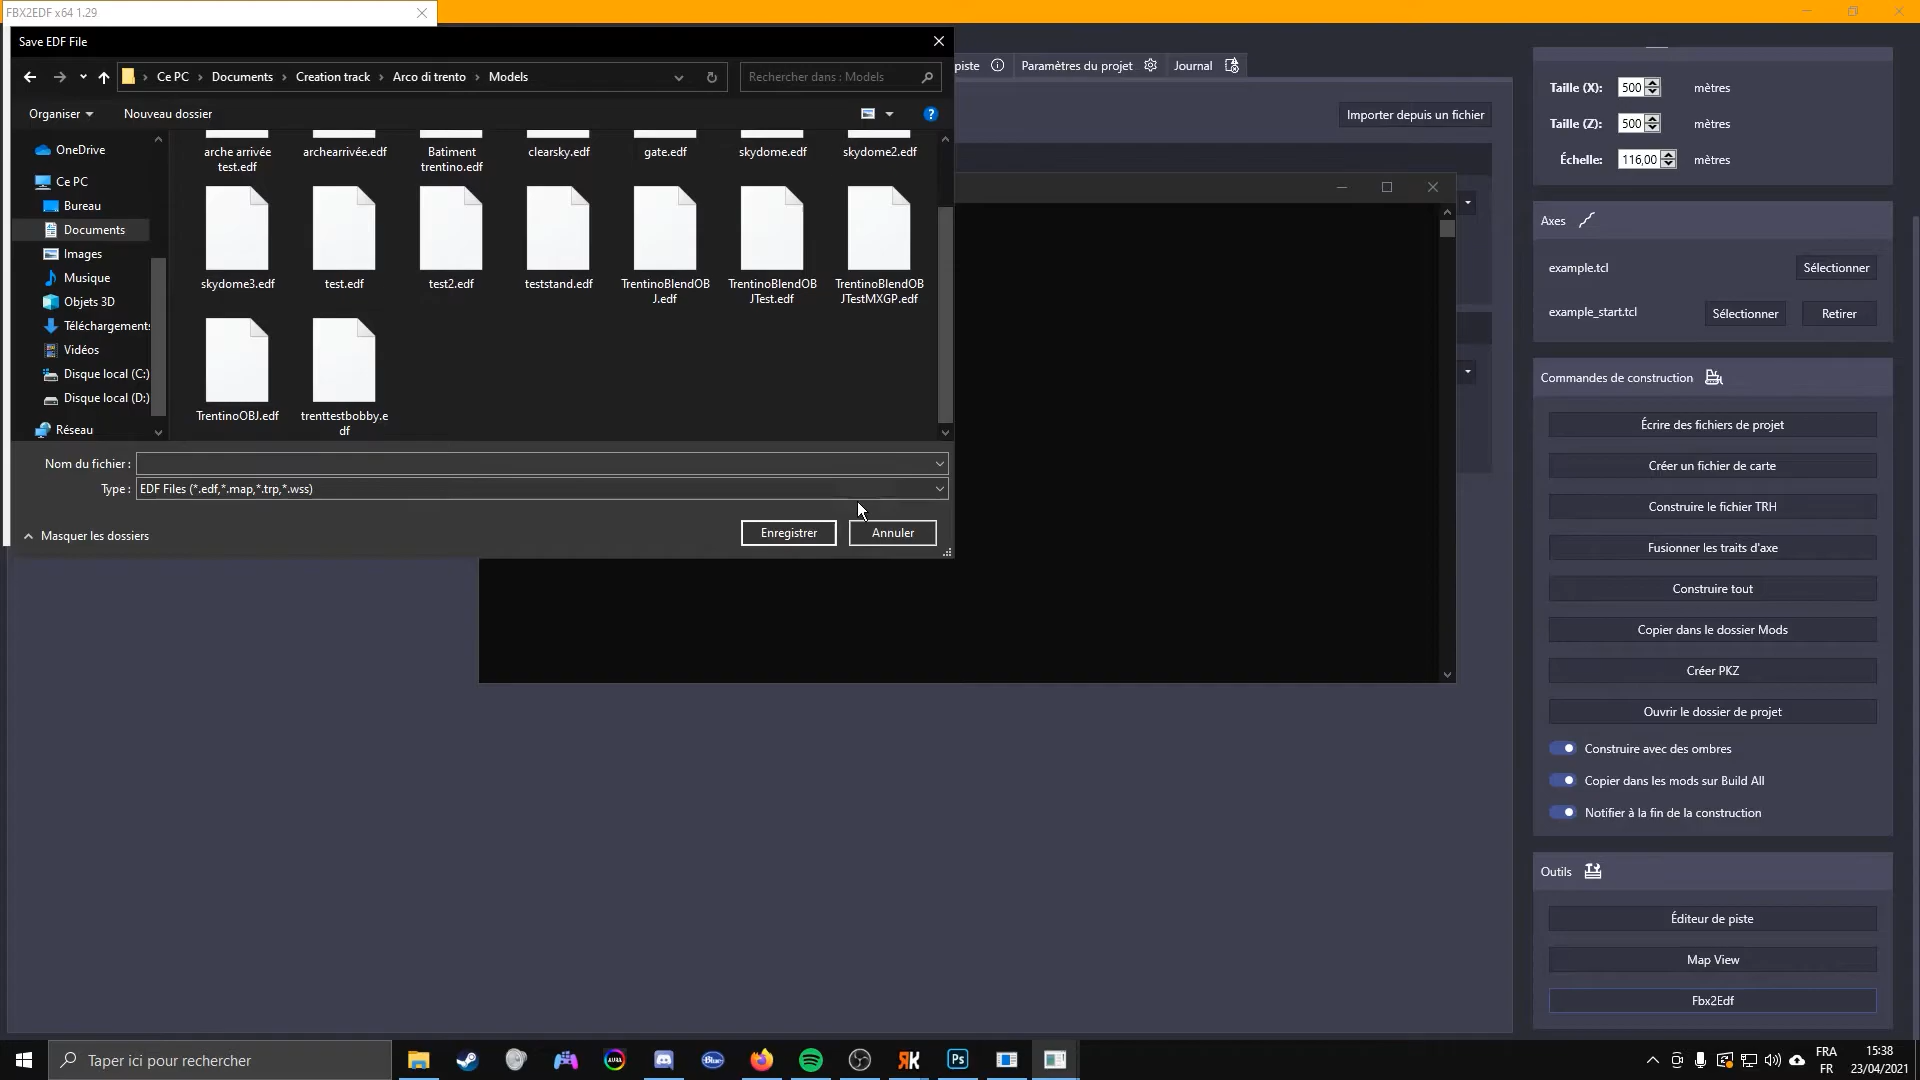 FBX2EDF x64 1.29
Save EDF File
Ce PC
Documents
Creation track
Arco di trento
Models
Rechercher dans : Models
Organiser
Nouveau dossier
OneDrive
Ce PC
Bureau
Documents
Images
Musique
Objets 3D
Téléchargements
Vidéos
Disque local (C:)
Disque local (D:)
Réseau
arche arrivée
test.edf
archearrivée.edf
Batiment
trentino.edf
clearsky.edf
gate.edf
skydome.edf
skydome2.edf
skydome3.edf
test.edf
test2.edf
teststand.edf
TrentinoBlendOB
J.edf
TrentinoBlendOB
JTest.edf
TrentinoBlendOB
JTestMXGP.edf
TrentinoOBJ.edf
trenttestbobby.e
df
Nom du fichier :
Type :
EDF Files (*.edf,*.map,*.trp,*.wss)
Masquer les dossiers
Enregistrer
Annuler
piste
Paramètres du projet
Journal
Importer depuis un fichier
Taille (X):
500
mètres
Taille (Z):
500
mètres
Échelle:
116,00
mètres
Axes
example.tcl
Sélectionner
example_start.tcl
Sélectionner
Retirer
Commandes de construction
Écrire des fichiers de projet
Créer un fichier de carte
Construire le fichier TRH
Fusionner les traits d'axe
Construire tout
Copier dans le dossier Mods
Créer PKZ
Ouvrir le dossier de projet
Construire avec des ombres
Copier dans les mods sur Build All
Notifier à la fin de la construction
Outils
Éditeur de piste
Map View
Fbx2Edf
Taper ici pour rechercher
AURA
Blue
Ps
FRA
FR
15:38
23/04/2021